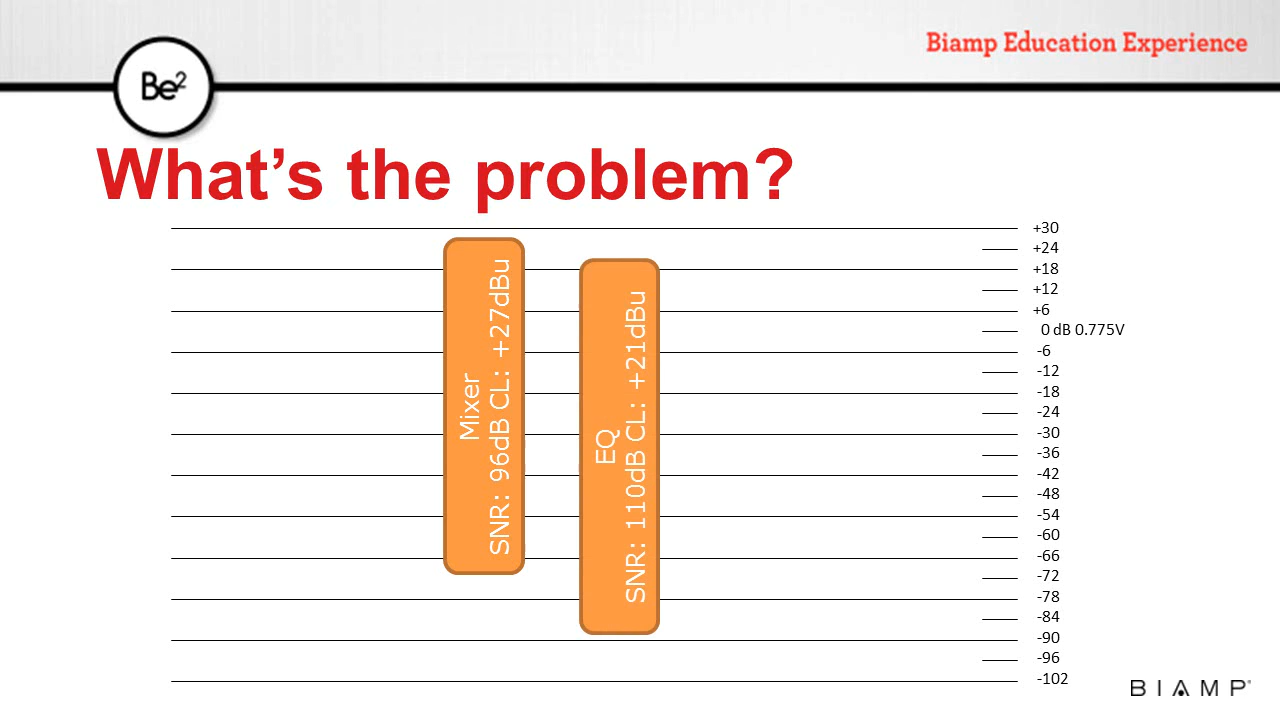 Biamp Education Experience
Be²
What's the problem?
+30
+24
+18
+12
+6
0 dB 0.775V
-6
-12
-18
-24
-30
-36
-42
-48
-54
-60
-66
-72
-78
-84
-90
-96
-102
Mixer
SNR: 96dB CL: +27dBu
EQ
SNR: 110dB CL: +21dBu
BIAMP®